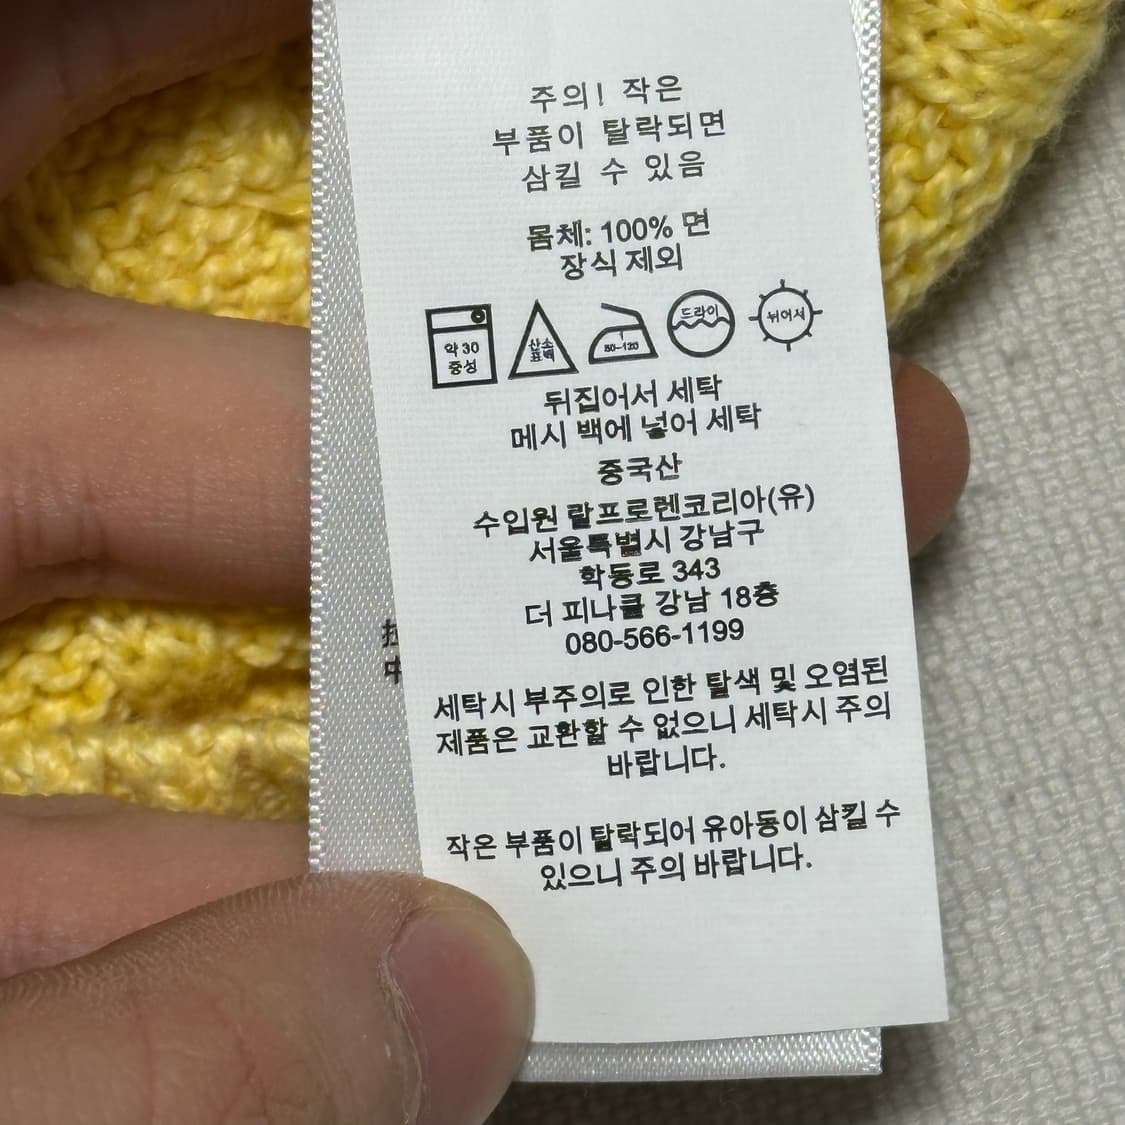 주의! 작은
부품이 탈락되면
삼킬 수 있음
몸체: 100% 면
장식 제외
약 30
중성
산소
표백
80-120
드라이
뉘어서
뒤집어서 세탁
메시 백에 넣어 세탁
중국산
수입원 랄프로렌코리아(유)
서울특별시 강남구
학동로 343
더 피나클 강남 18층
080-566-1199
세탁시 부주의로 인한 탈색 및 오염된
제품은 교환할 수 없으니 세탁시 주의
바랍니다.
작은 부품이 탈락되어 유아동이 삼킬 수
있으니 주의 바랍니다.